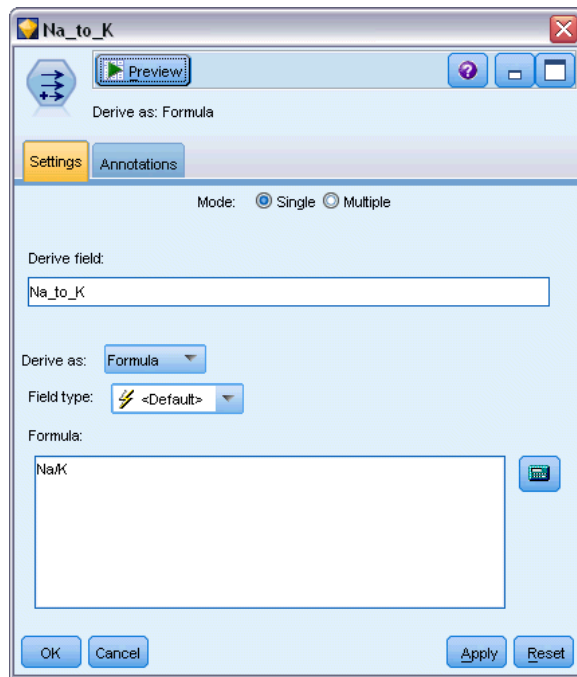 Na_to_K
Preview
Derive as: Formula
Settings Annotations
Mode: Single Multiple
Derive field:
Na_to_K
Derive as: Formula
Field type: <Default>
Formula:
Na/K
OK Cancel Apply Reset